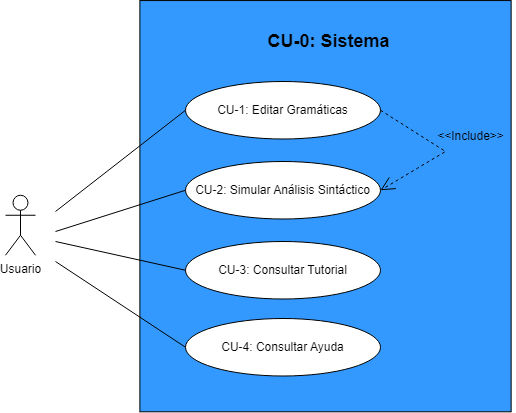 CU-0: Sistema
CU-1: Editar Gramáticas
<<Include>>
CU-2: Simular Análisis Sintáctico
CU-3: Consultar Tutorial
Usuario
CU-4: Consultar Ayuda